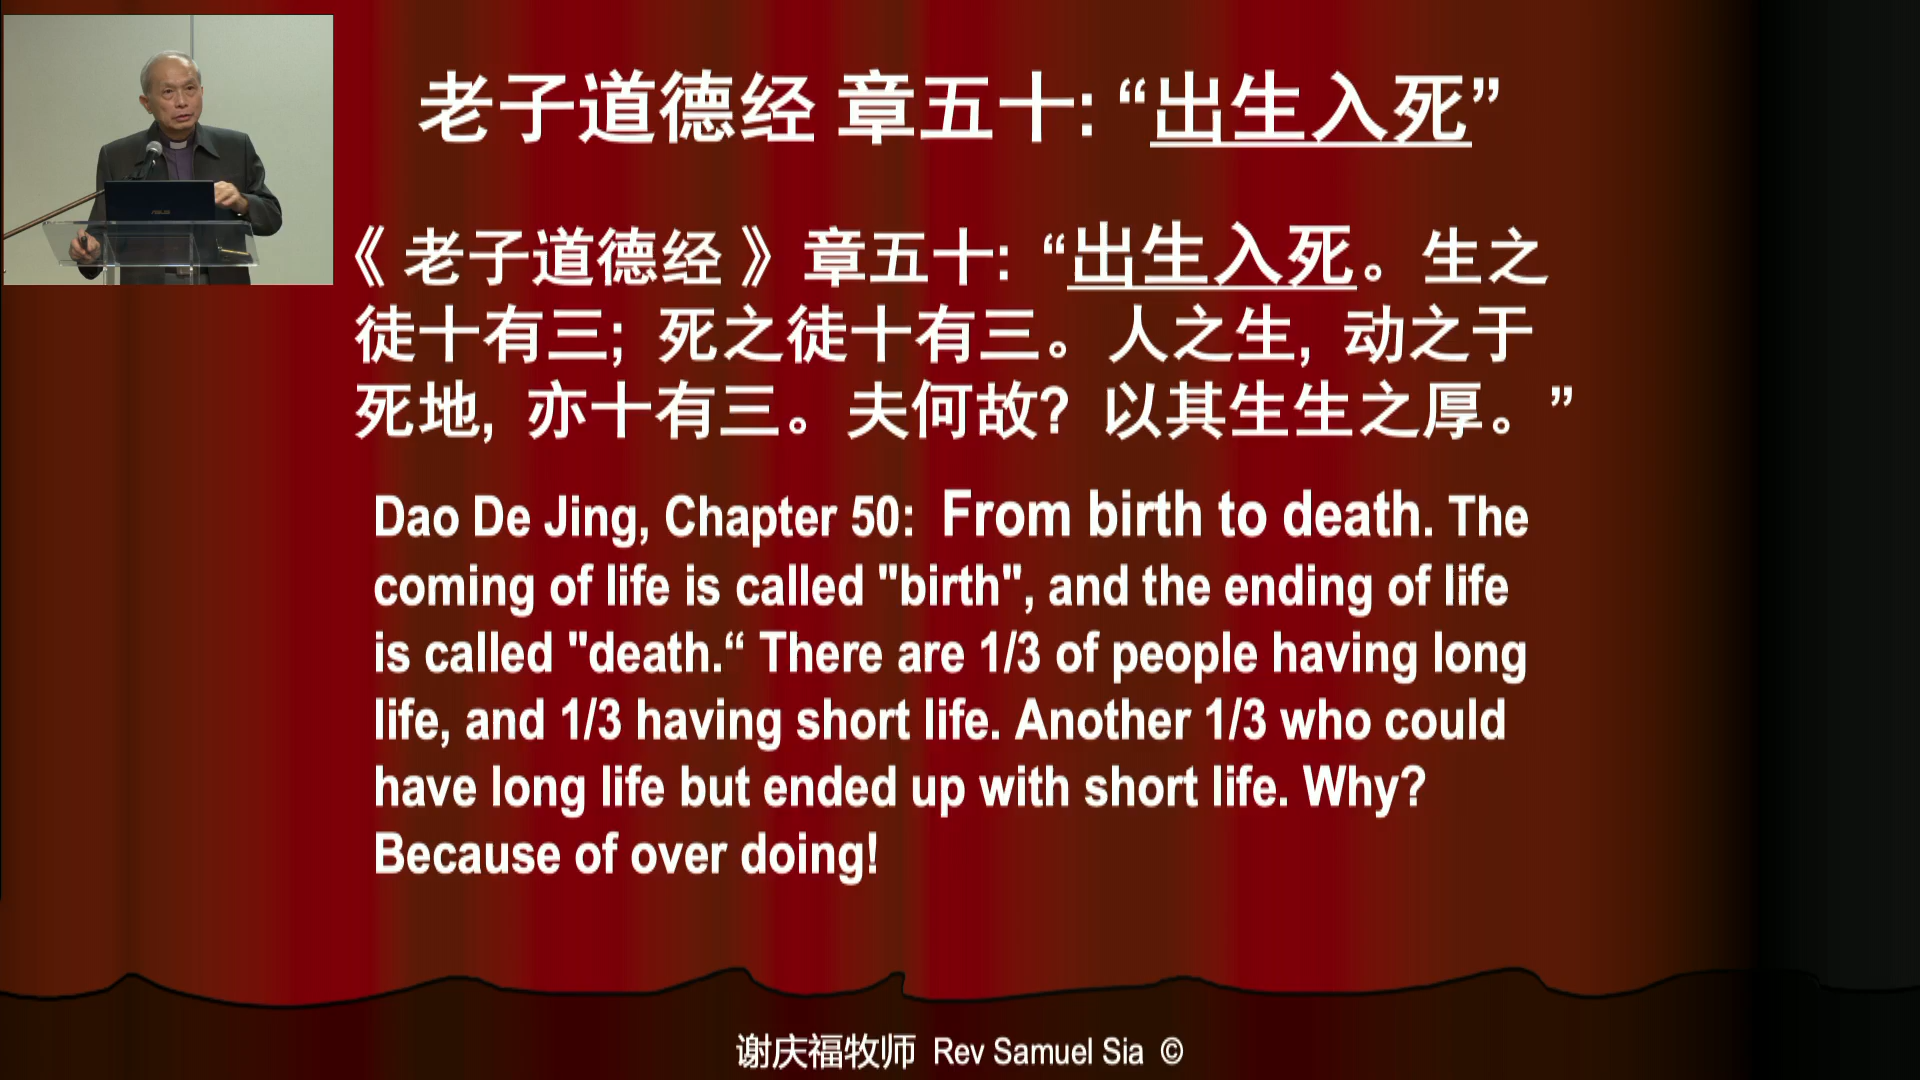 老子道德经 章五十: “出生入死”
《 老子道德经 》 章五十: “出生入死。生之
徒十有三; 死之徒十有三。人之生, 动之于
死地, 亦十有三。夫何故? 以其生生之厚。”
Dao De Jing, Chapter 50: From birth to death. The
coming of life is called "birth", and the ending of life
is called "death.“ There are 1/3 of people having long
life, and 1/3 having short life. Another 1/3 who could
have long life but ended up with short life. Why?
Because of over doing!
谢庆福牧师 Rev Samuel Sia ©